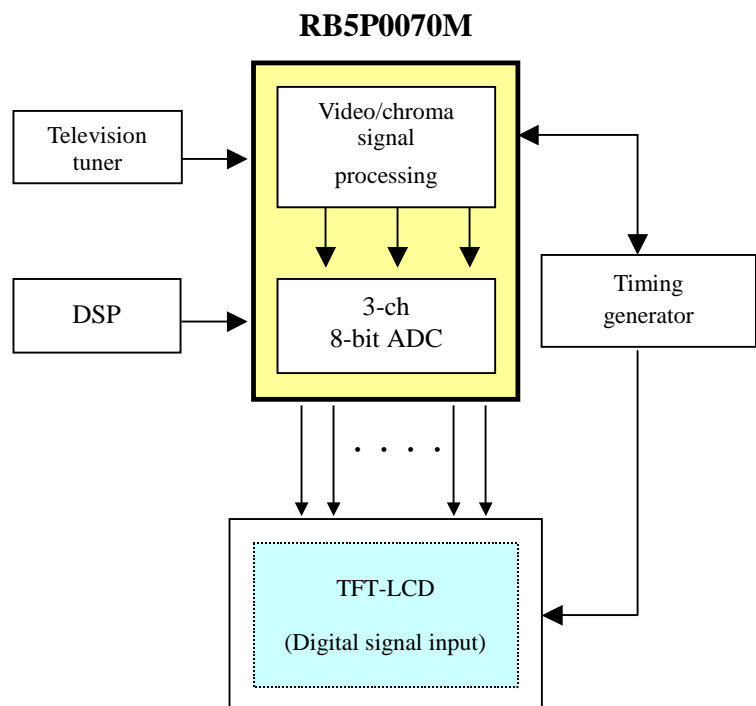 RB5P0070M
Television
tuner
Video/chroma
signal
processing
DSP
3-ch
8-bit ADC
Timing
generator
. . . .
TFT-LCD
(Digital signal input)